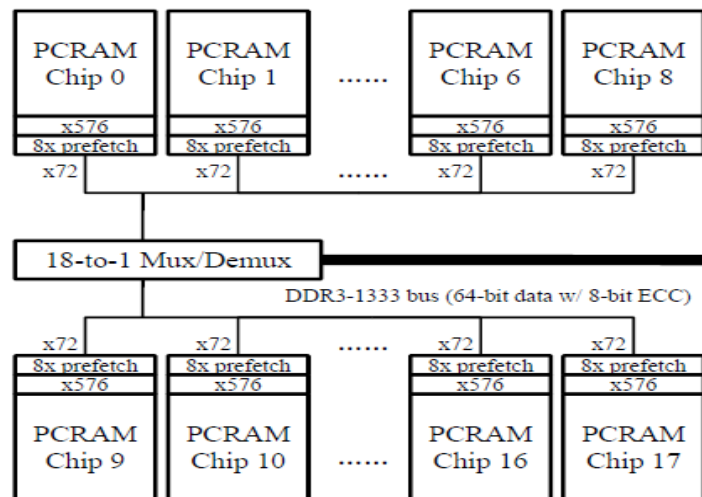 PCRAM PCRAM PCRAM PCRAM
Chip 0 Chip 1 ...... Chip 6 Chip 8
x576 x576 x576 x576
8x prefetch 8x prefetch 8x prefetch 8x prefetch
x72 x72 ...... x72 x72
18-to-1 Mux/Demux
DDR3-1333 bus (64-bit data w/ 8-bit ECC)
x72 x72 ...... x72 x72
8x prefetch 8x prefetch 8x prefetch 8x prefetch
x576 x576 x576 x576
PCRAM PCRAM PCRAM PCRAM
Chip 9 Chip 10 ...... Chip 16 Chip 17